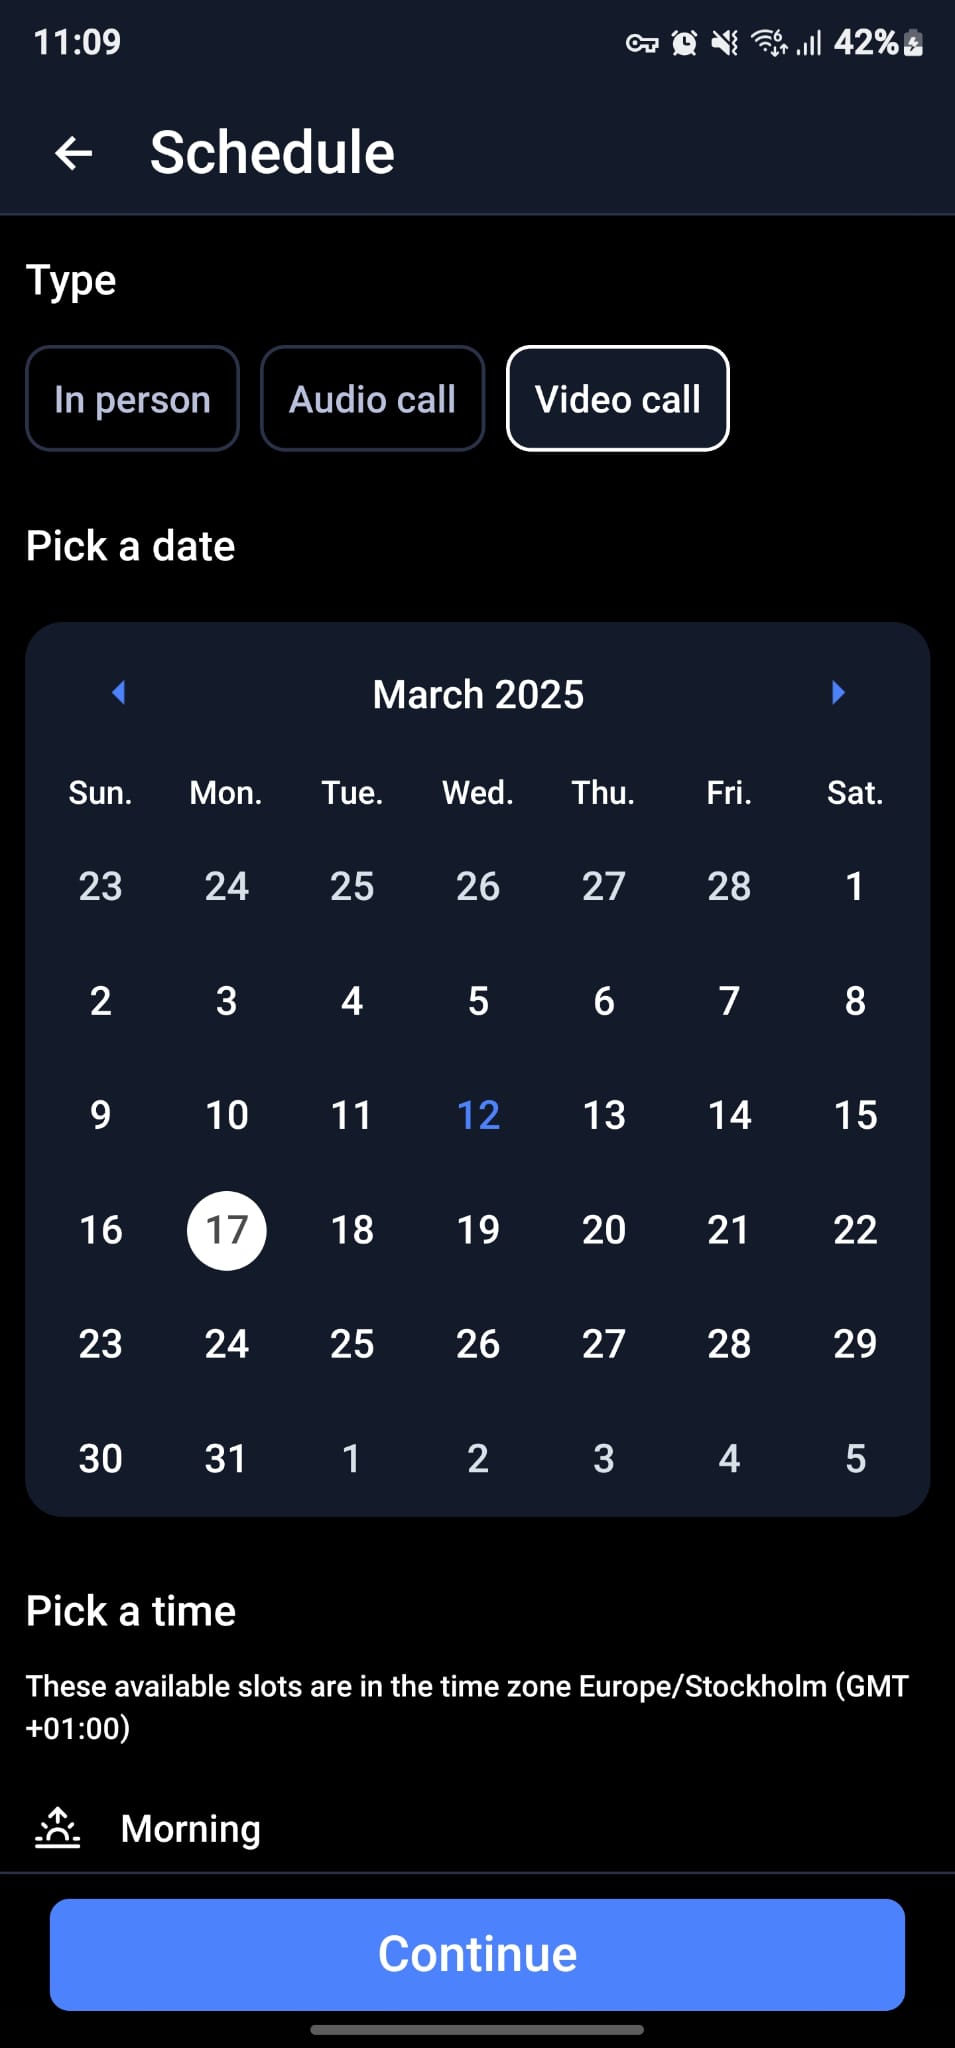 11:09 42%
Schedule
Type
In person Audio call Video call
Pick a date
March 2025
Sun. Mon. Tue. Wed. Thu. Fri. Sat.
23 24 25 26 27 28 1
2 3 4 5 6 7 8
9 10 11 12 13 14 15
16 17 18 19 20 21 22
23 24 25 26 27 28 29
30 31 1 2 3 4 5
Pick a time
These available slots are in the time zone Europe/Stockholm (GMT
+01:00)
Morning
Continue